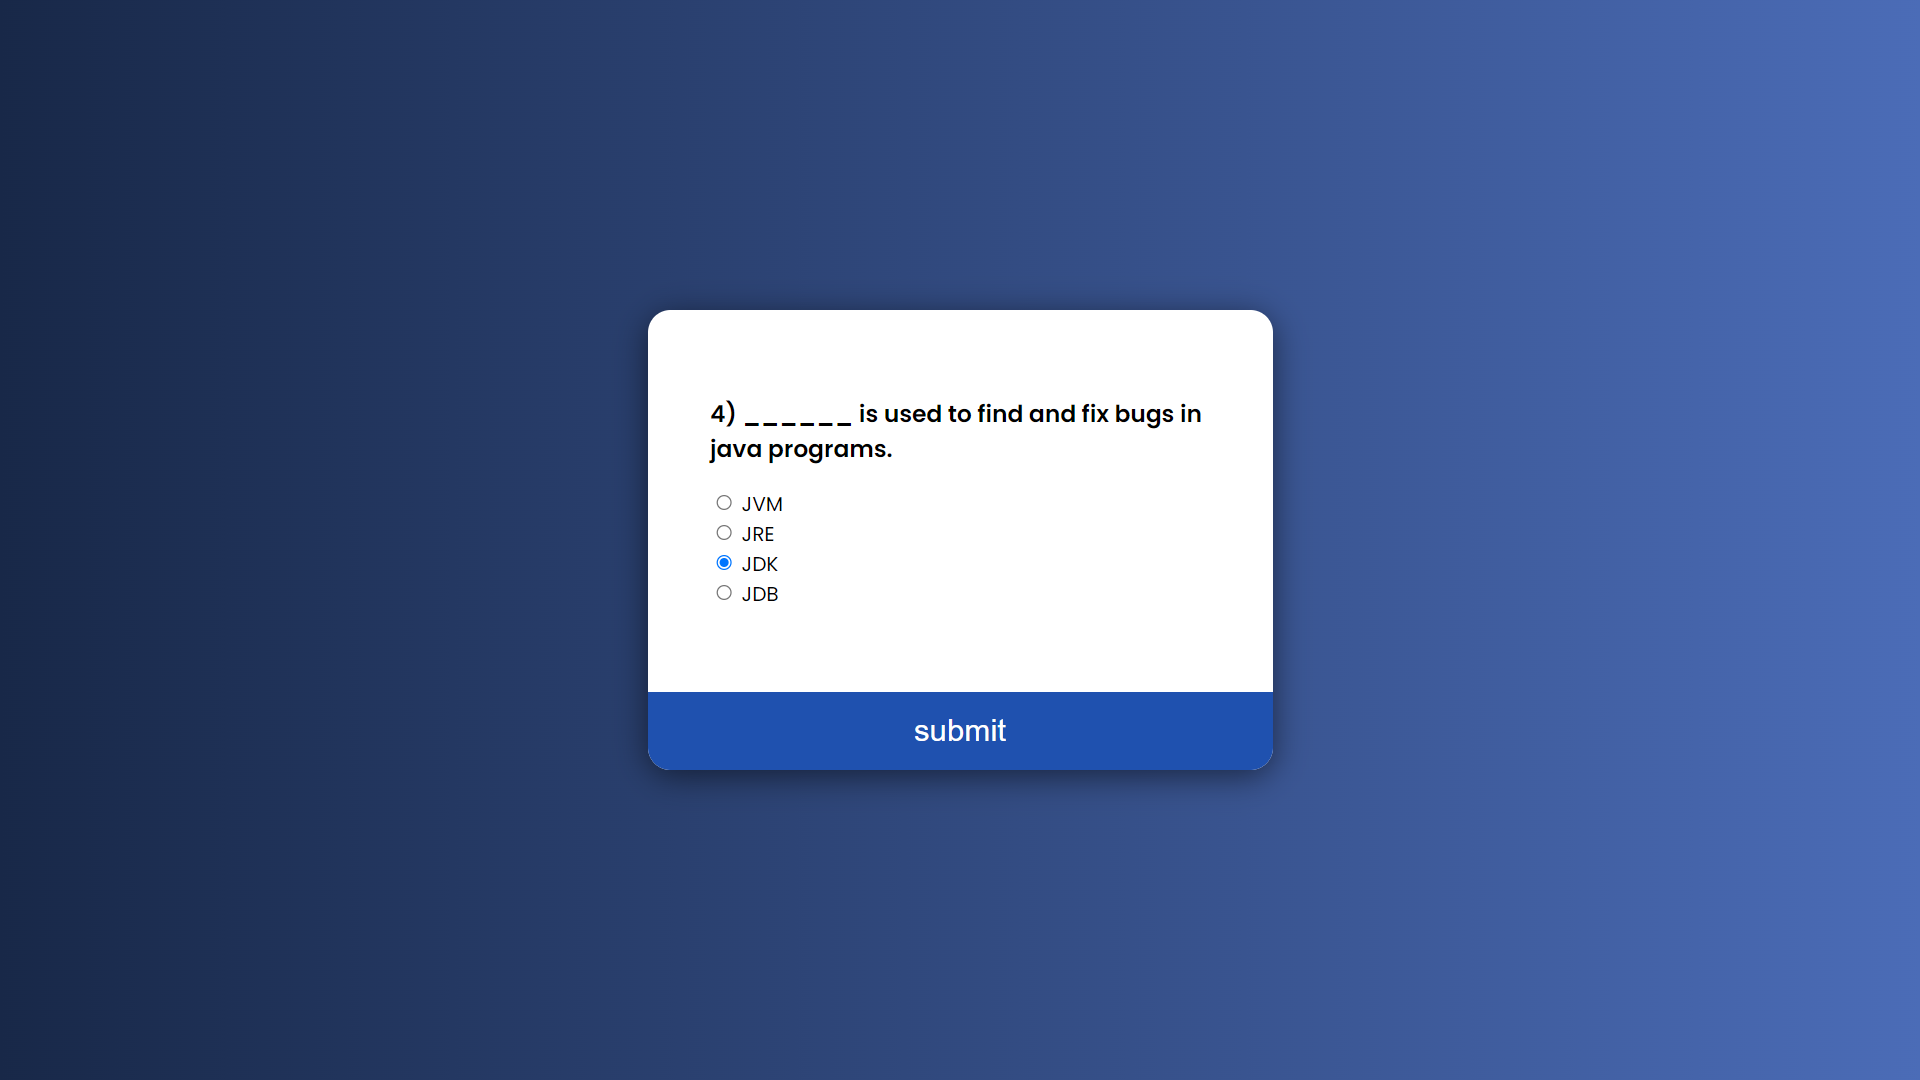 4) ______ is used to find and fix bugs in
java programs.
JVM
JRE
JDK
JDB
submit